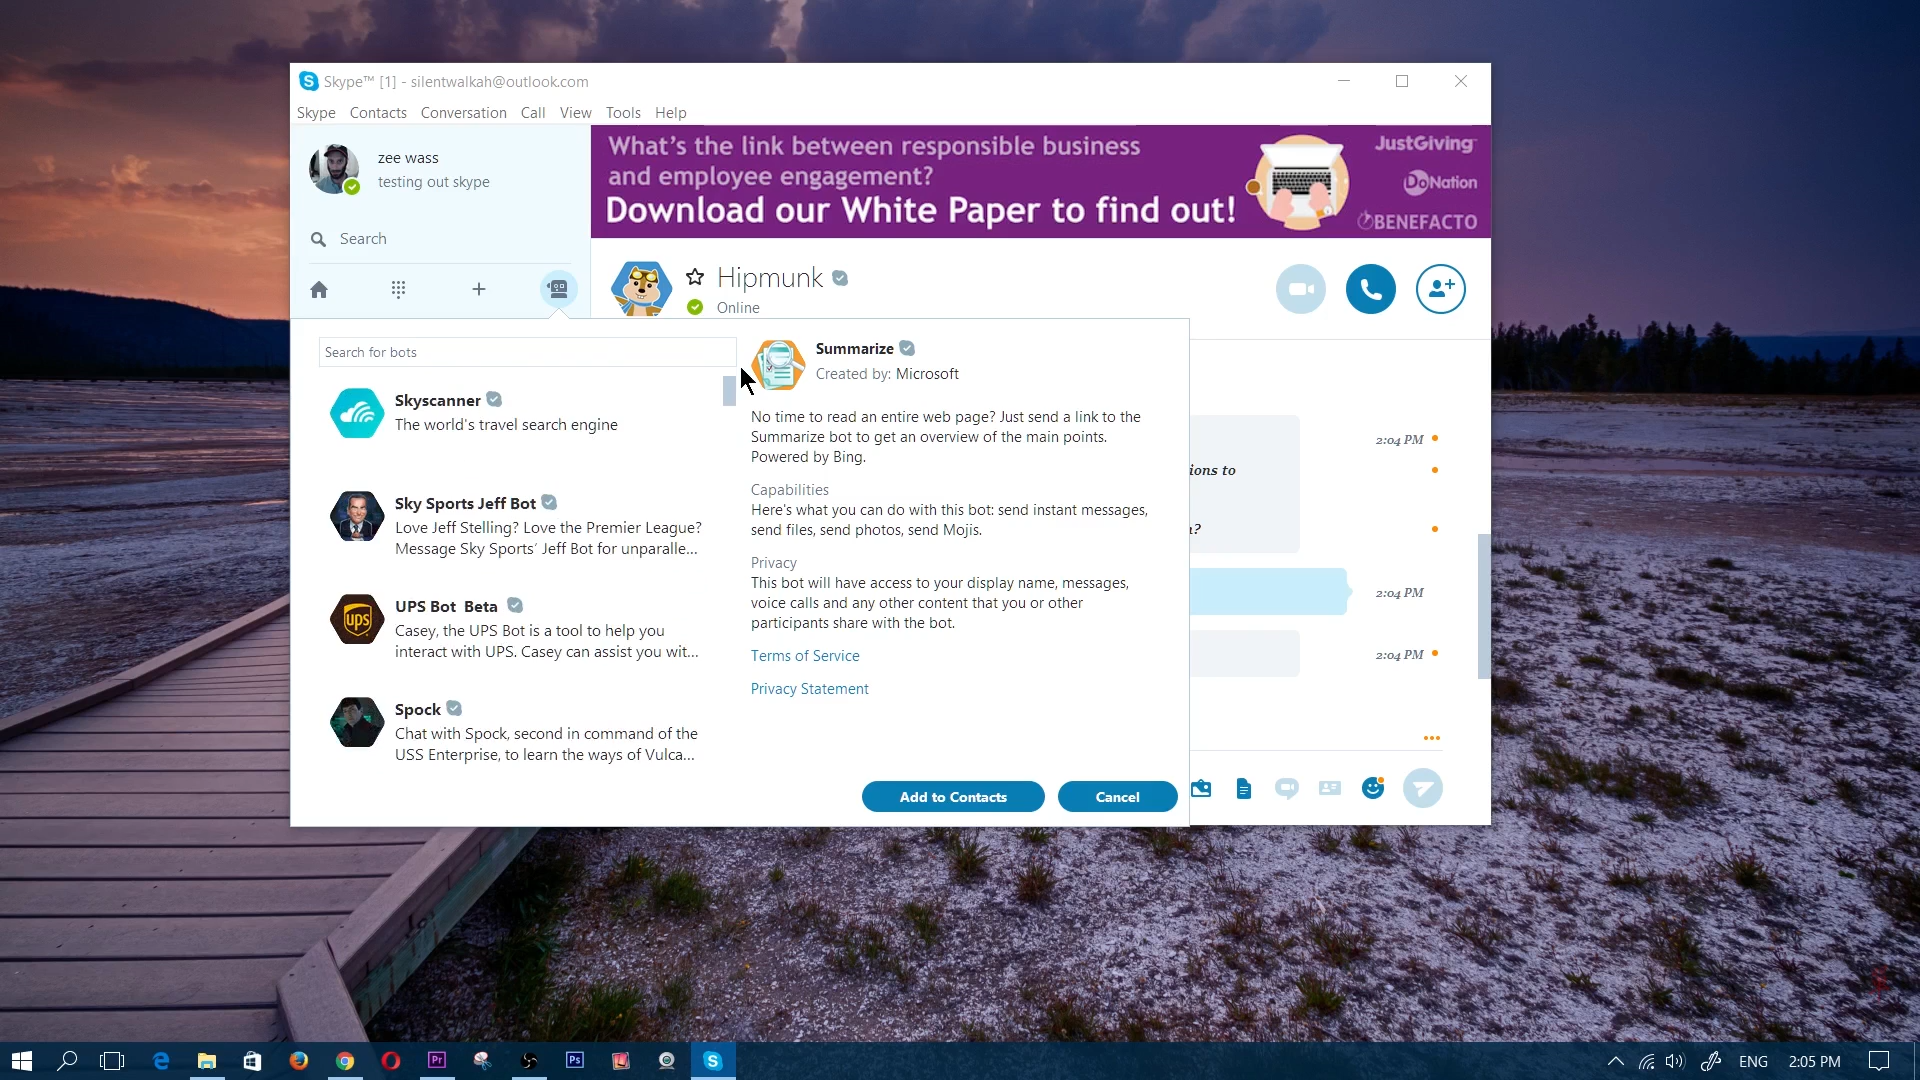 Skype™ [1] - silentwalkah@outlook.com
Skype Contacts Conversation Call View Tools Help
zee wass
testing out skype
Search
What's the link between responsible business
and employee engagement?
Download our White Paper to find out!
JustGiving
DoNation
BENEFACTO
Hipmunk
Online
Search for bots
Skyscanner
The world's travel search engine
Sky Sports Jeff Bot
Love Jeff Stelling? Love the Premier League?
Message Sky Sports' Jeff Bot for unparalle...
ups
UPS Bot Beta
Casey, the UPS Bot is a tool to help you
interact with UPS. Casey can assist you wit...
Spock
Chat with Spock, second in command of the
USS Enterprise, to learn the ways of Vulca...
Summarize
Created by: Microsoft
No time to read an entire web page? Just send a link to the
Summarize bot to get an overview of the main points.
Powered by Bing.
Capabilities
Here's what you can do with this bot: send instant messages,
send files, send photos, send Mojis.
Privacy
This bot will have access to your display name, messages,
voice calls and any other content that you or other
participants share with the bot.
Terms of Service
Privacy Statement
Add to Contacts Cancel
2:04 PM
ions to
?
2:04 PM
2:04 PM
Pr Ps ENG 2:05 PM